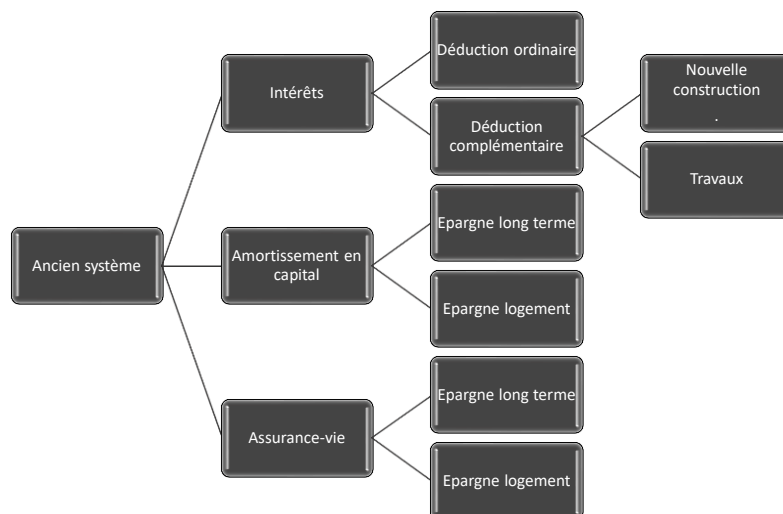 Ancien système
Intérêts
Déduction ordinaire
Déduction
complémentaire
Nouvelle
construction
.
Travaux
Amortissement en
capital
Epargne long terme
Epargne logement
Assurance-vie
Epargne long terme
Epargne logement